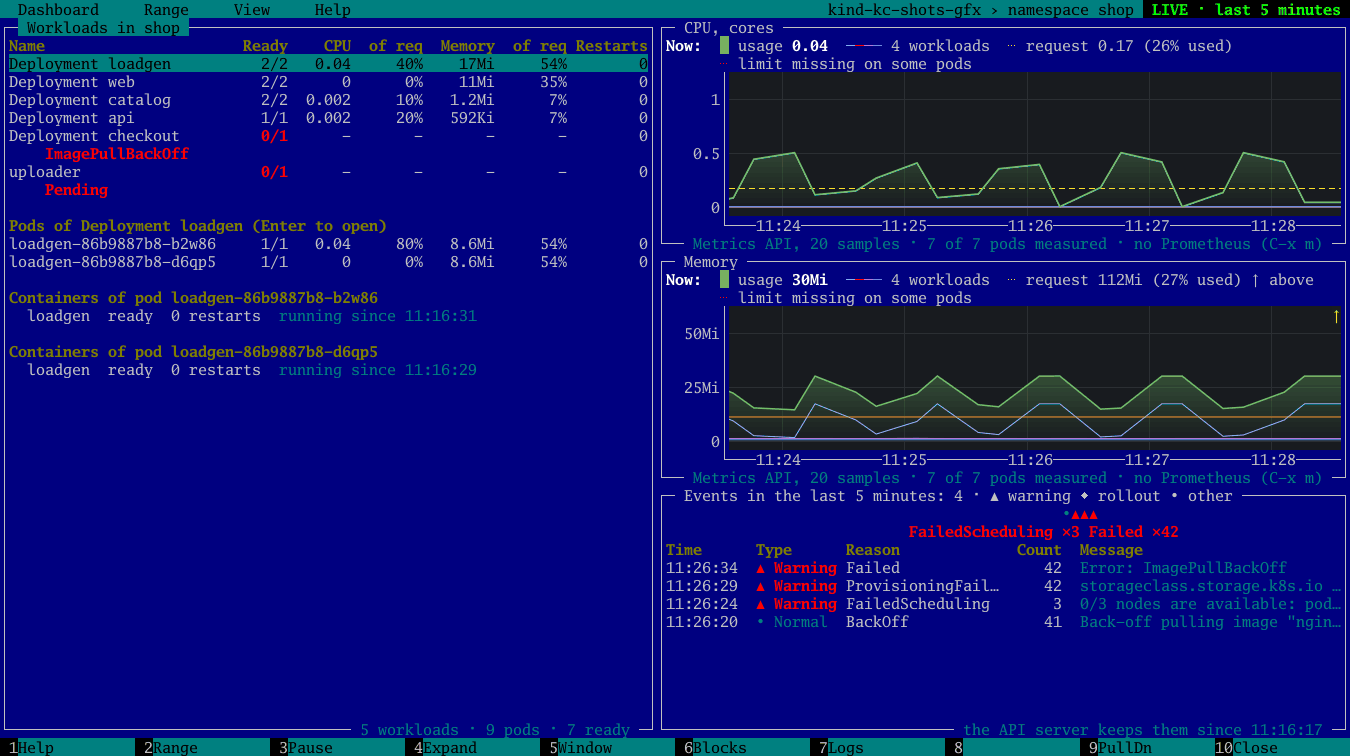 Dashboard Range View Help kind-kc-shots-gfx › namespace shop LIVE · last 5 minutes
Workloads in shop
Name Ready CPU of req Memory of req Restarts
Deployment loadgen 2/2 0.04 40% 17Mi 54% 0
Deployment web 2/2 0 0% 11Mi 35% 0
Deployment catalog 2/2 0.002 10% 1.2Mi 7% 0
Deployment api 1/1 0.002 20% 592Ki 7% 0
Deployment checkout 0/1 – – – – 0
ImagePullBackOff
uploader 0/1 – – – – 0
Pending
Pods of Deployment loadgen (Enter to open)
loadgen-86b9887b8-b2w86 1/1 0.04 80% 8.6Mi 54% 0
loadgen-86b9887b8-d6qp5 1/1 0 0% 8.6Mi 54% 0
Containers of pod loadgen-86b9887b8-b2w86
loadgen ready 0 restarts running since 11:16:31
Containers of pod loadgen-86b9887b8-d6qp5
loadgen ready 0 restarts running since 11:16:29
5 workloads · 9 pods · 7 ready
CPU, cores
Now: usage 0.04 4 workloads request 0.17 (26% used)
limit missing on some pods
1
0.5
0
11:24 11:25 11:26 11:27 11:28
Metrics API, 20 samples · 7 of 7 pods measured · no Prometheus (C-x m)
Memory
Now: usage 30Mi 4 workloads request 112Mi (27% used) ↑ above
limit missing on some pods
↑
50Mi
25Mi
0
11:24 11:25 11:26 11:27 11:28
Metrics API, 20 samples · 7 of 7 pods measured · no Prometheus (C-x m)
Events in the last 5 minutes: 4 · ▲ warning ◆ rollout • other
•▲▲▲
FailedScheduling ×3 Failed ×42
Time Type Reason Count Message
11:26:34 ▲ Warning Failed 42 Error: ImagePullBackOff
11:26:29 ▲ Warning ProvisioningFail… 42 storageclass.storage.k8s.io …
11:26:24 ▲ Warning FailedScheduling 3 0/3 nodes are available: pod…
11:26:20 • Normal BackOff 41 Back-off pulling image "ngin…
the API server keeps them since 11:16:17
1Help 2Range 3Pause 4Expand 5Window 6Blocks 7Logs 8 9PullDn 10Close